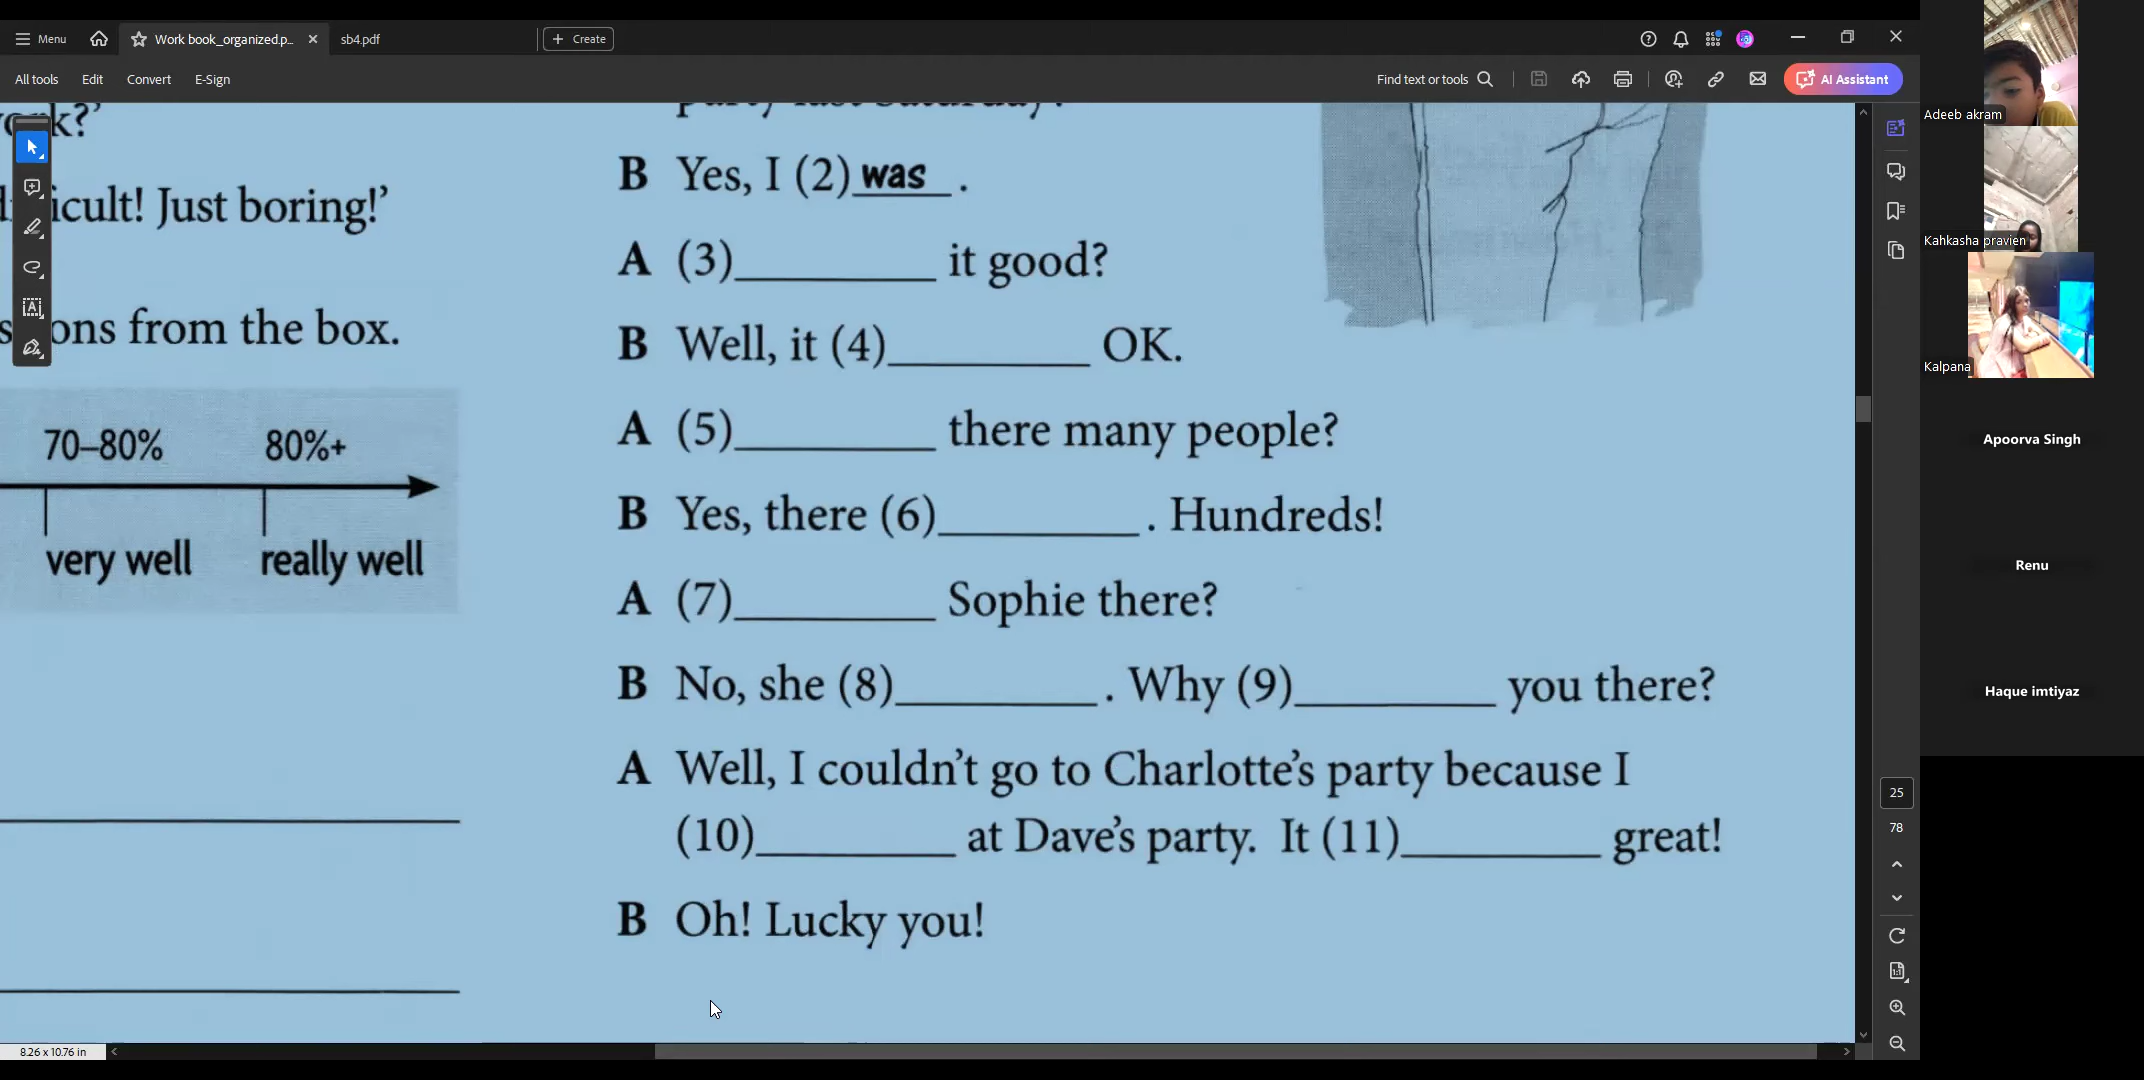 Menu
Work book_organized.p...
sb4.pdf
Create
All tools
Edit
Convert
E-Sign
Find text or tools
AI Assistant
k?’
icult! Just boring!’
ons from the box.
70–80%
80%+
very well
really well
party last Saturday?
B Yes, I (2) was .
A (3)________ it good?
B Well, it (4)________ OK.
A (5)________ there many people?
B Yes, there (6)________ . Hundreds!
A (7)________ Sophie there?
B No, she (8)________ . Why (9)________ you there?
A Well, I couldn’t go to Charlotte’s party because I
(10)________ at Dave’s party. It (11)________ great!
B Oh! Lucky you!
25
78
8.26 x 10.76 in
Adeeb akram
Kahkasha pravien
Kalpana
Apoorva Singh
Renu
Haque imtiyaz